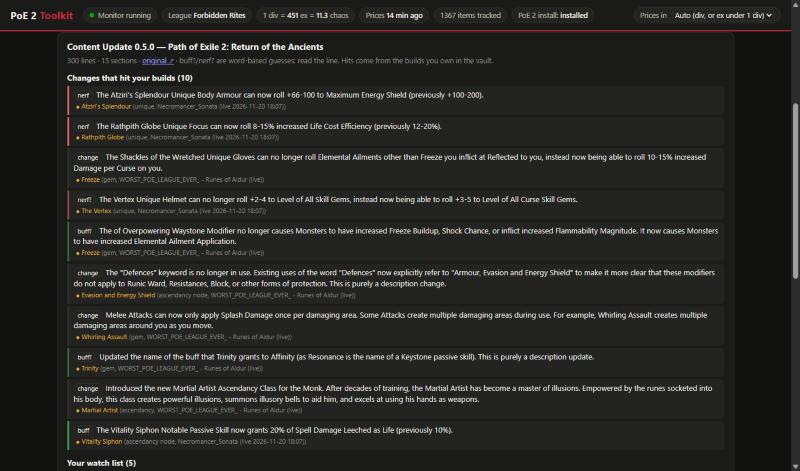 PoE 2 Toolkit Monitor running League Forbidden Rites 1 div = 451 ex = 11.3 chaos Prices 14 min ago 1367 items tracked PoE 2 install: installed Prices in Auto (div, or ex under 1 div)
Content Update 0.5.0 — Path of Exile 2: Return of the Ancients
300 lines · 15 sections · original ↗ · buff?/nerf? are word-based guesses: read the line. Hits come from the builds you own in the vault.
Changes that hit your builds (10)
nerf The Atziri's Splendour Unique Body Armour can now roll +66-100 to Maximum Energy Shield (previously +100-200).
● Atziri's Splendour (unique, Necromancer_Sonata (live 2026-11-20 18:07))
nerf The Rathpith Globe Unique Focus can now roll 8-15% increased Life Cost Efficiency (previously 12-20%).
● Rathpith Globe (unique, Necromancer_Sonata (live 2026-11-20 18:07))
change The Shackles of the Wretched Unique Gloves can no longer roll Elemental Ailments other than Freeze you inflict at Reflected to you, instead now being able to roll 10-15% increased
Damage per Curse on you.
● Freeze (gem, WORST_POE_LEAGUE_EVER_ - Runes of Aldur (live))
nerf? The Vertex Unique Helmet can no longer roll +2-4 to Level of All Skill Gems, instead now being able to roll +3-5 to Level of All Curse Skill Gems.
● The Vertex (unique, Necromancer_Sonata (live 2026-11-20 18:07))
buff? The of Overpowering Waystone Modifier no longer causes Monsters to have increased Freeze Buildup, Shock Chance, or inflict increased Flammability Magnitude. It now causes Monsters
to have increased Elemental Ailment Application.
● Freeze (gem, WORST_POE_LEAGUE_EVER_ - Runes of Aldur (live))
change The "Defences" keyword is no longer in use. Existing uses of the word "Defences" now explicitly refer to "Armour, Evasion and Energy Shield" to make it more clear that these modifiers
do not apply to Runic Ward, Resistances, Block, or other forms of protection. This is purely a description change.
● Evasion and Energy Shield (ascendancy node, WORST_POE_LEAGUE_EVER_ - Runes of Aldur (live))
change Melee Attacks can now only apply Splash Damage once per damaging area. Some Attacks create multiple damaging areas during use. For example, Whirling Assault creates multiple
damaging areas around you as you move.
● Whirling Assault (gem, WORST_POE_LEAGUE_EVER_ - Runes of Aldur (live))
buff? Updated the name of the buff that Trinity grants to Affinity (as Resonance is the name of a Keystone passive skill). This is purely a description update.
● Trinity (gem, WORST_POE_LEAGUE_EVER_ - Runes of Aldur (live))
change Introduced the new Martial Artist Ascendancy Class for the Monk. After decades of training, the Martial Artist has become a master of illusions. Empowered by the runes socketed into
his body, this class creates powerful illusions, summons illusory bells to aid him, and excels at using his hands as weapons.
● Martial Artist (ascendancy, WORST_POE_LEAGUE_EVER_ - Runes of Aldur (live))
buff The Vitality Siphon Notable Passive Skill now grants 20% of Spell Damage Leeched as Life (previously 10%).
● Vitality Siphon (ascendancy node, Necromancer_Sonata (live 2026-11-20 18:07))
Your watch list (5)